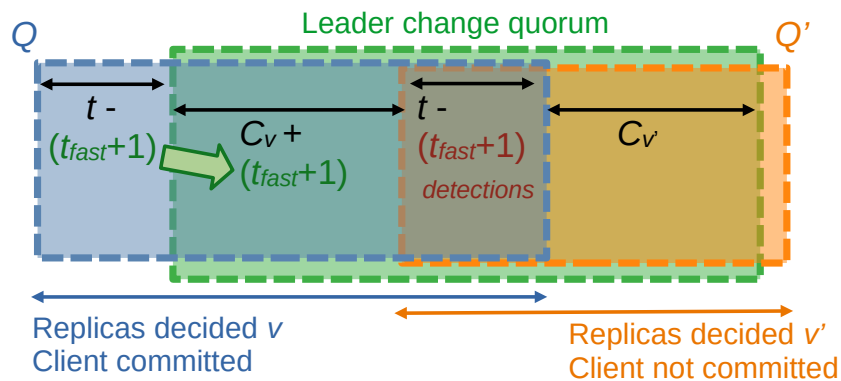 Leader change quorum
Q
Q’
t -
(tfast+1)
Cv +
(tfast+1)
t -
(tfast+1)
detections
Cv’
Replicas decided v
Client committed
Replicas decided v’
Client not committed